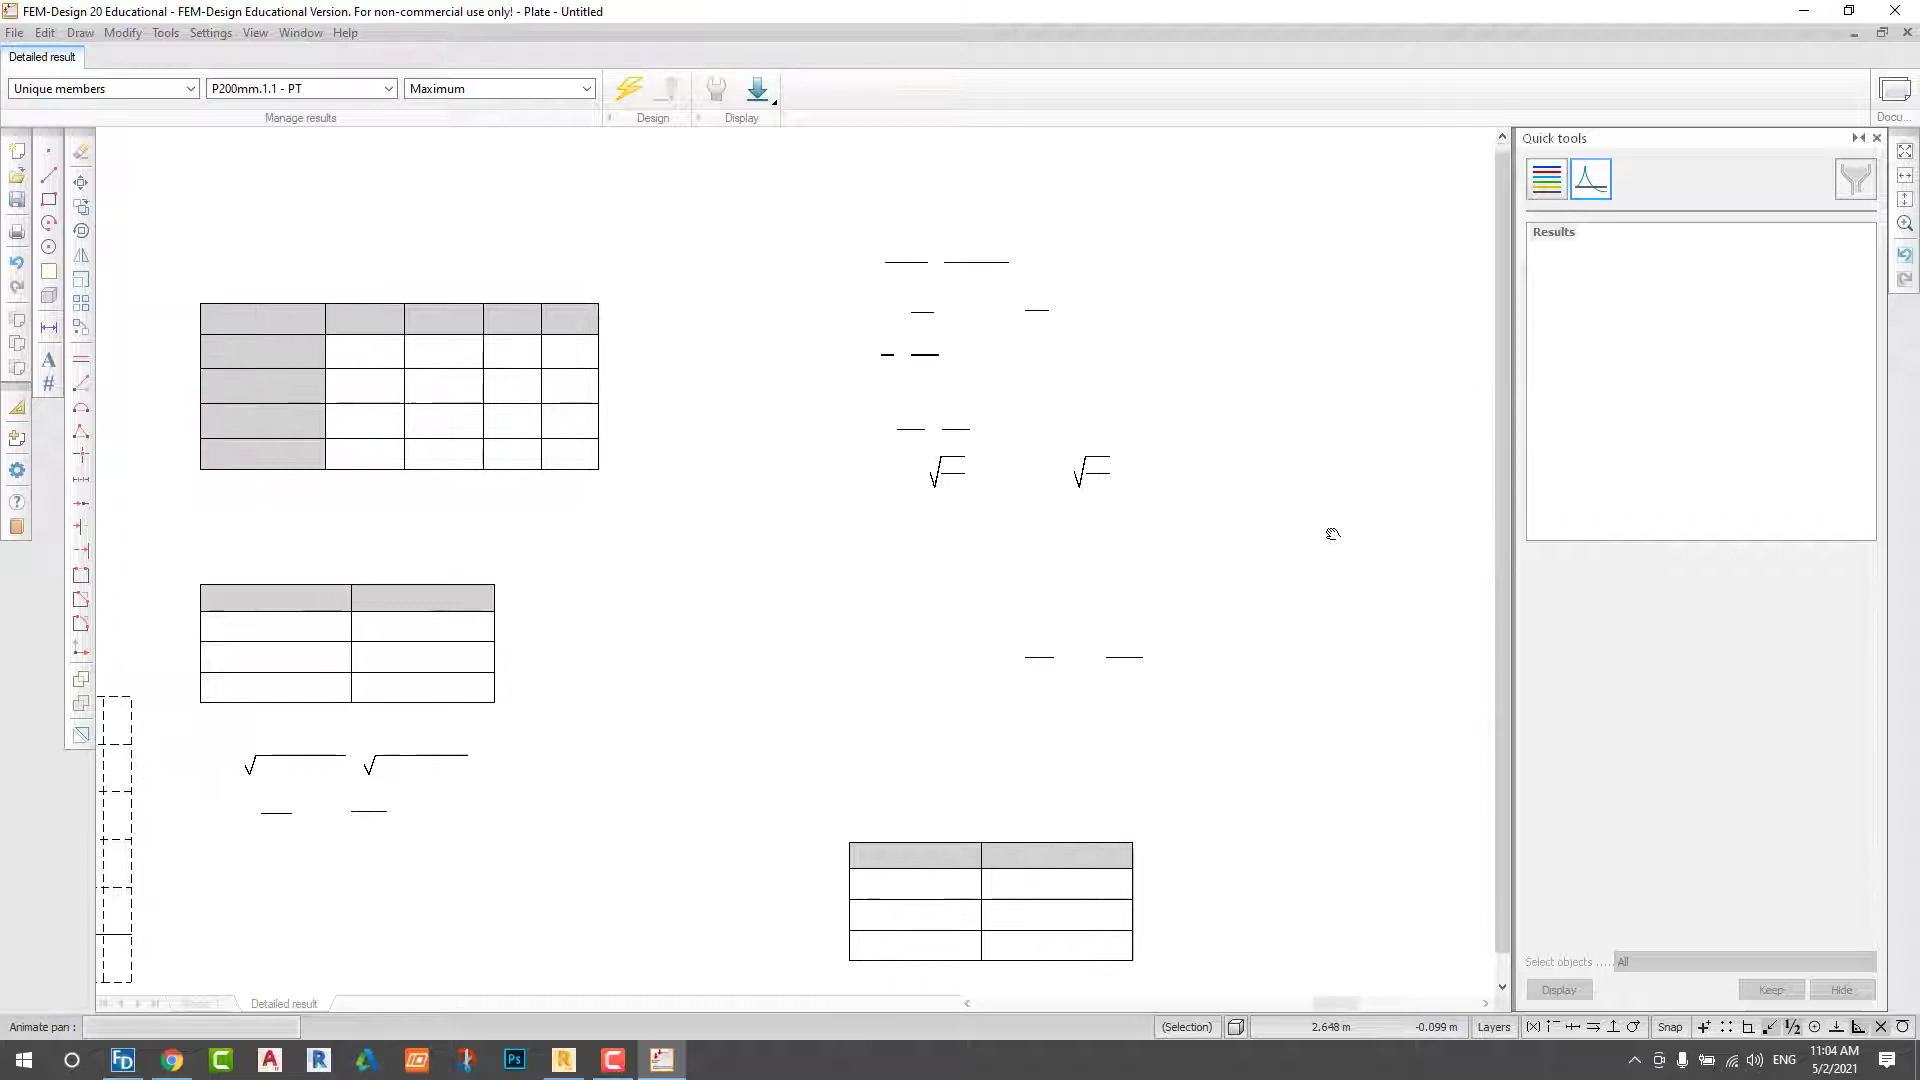 FEM-Design 20 Educational - FEM-Design Educational Version. For non-commercial use only! - Plate - Untitled
File Edit Draw Modify Tools Settings View Window Help
Detailed result
Unique members P200mm.1.1 - PT Maximum
Manage results Design Display Docu...
Quick tools
Results
A
#
Select objects ..... All
Display Keep Hide
Detailed result
Animate pan : (Selection) 2.648 m -0.099 m Layers Snap
ENG 11:04 AM
5/2/2021